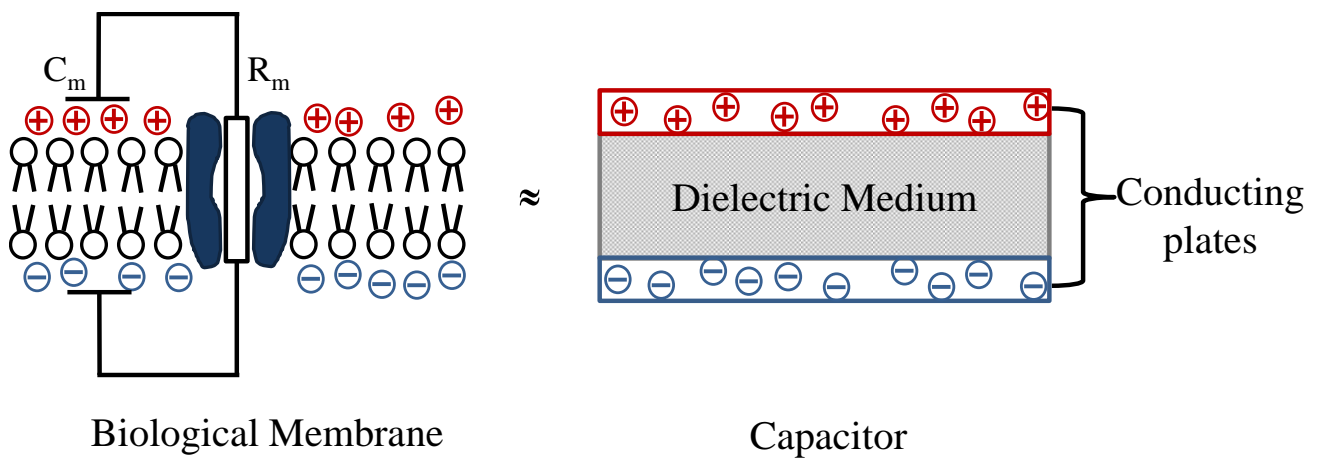 Cm
Rm
≈
Dielectric Medium
Conducting
plates
Biological Membrane
Capacitor